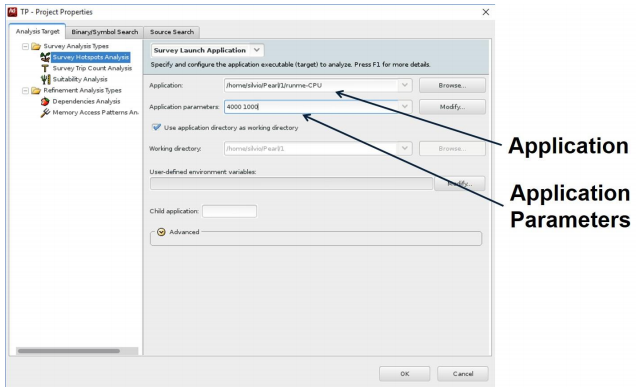 TP - Project Properties
Analysis Target Binary/Symbol Search Source Search
Survey Analysis Types
Survey Hotspots Analysis
Survey Trip Count Analysis
Suitability Analysis
Refinement Analysis Types
Dependencies Analysis
Memory Access Patterns An
Survey Launch Application
Specify and configure the application executable (target) to analyze. Press F1 for more details.
Application: /home/silvio/Pearl/1/runme-CPU Browse...
Application parameters: 4000 1000 Modify...
Use application directory as working directory
Working directory: /home/silvio/Pearl/1 Browse...
User-defined environment variables:
Modify...
Child application:
Advanced
OK Cancel
Application
Application
Parameters